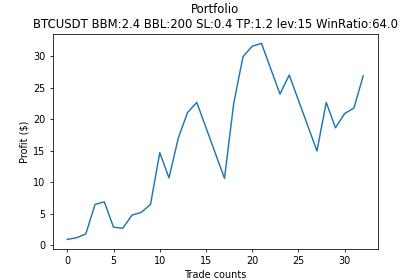 Portfolio
BTCUSDT BBM:2.4 BBL:200 SL:0.4 TP:1.2 lev:15 WinRatio:64.0
Profit ($)
30
25
20
15
10
5
0
0 5 10 15 20 25 30
Trade counts